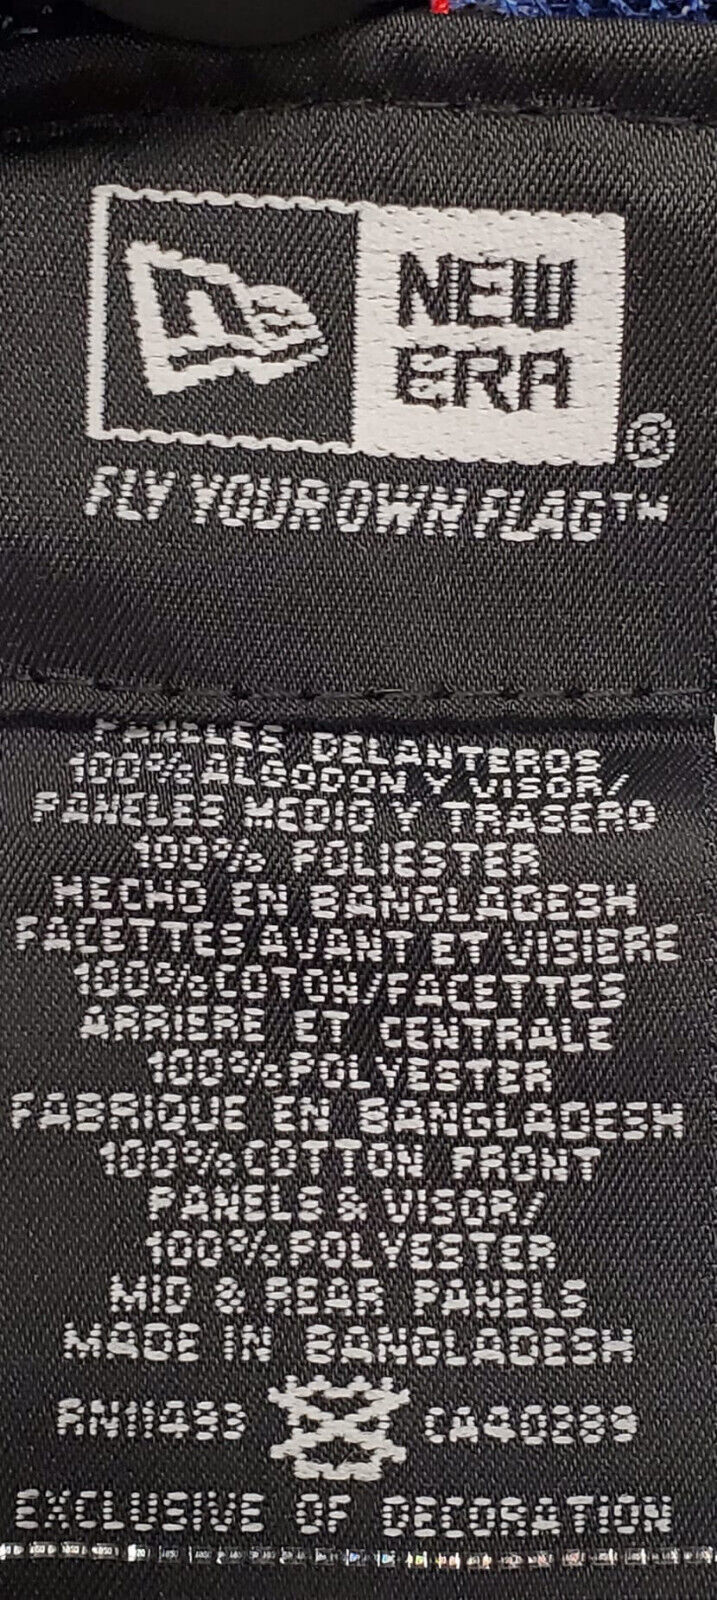 NEW
ERA
®
FLY YOUR OWN FLAG™
PANELES DELANTEROS
100% ALGODON Y VISOR/
PANELES MEDIO Y TRASERO
100% POLIESTER
HECHO EN BANGLADESH
FACETTES AVANT ET VISIERE
100% COTON/FACETTES
ARRIERE ET CENTRALE
100% POLYESTER
FABRIQUE EN BANGLADESH
100% COTTON FRONT
PANELS & VISOR/
100% POLYESTER
MID & REAR PANELS
MADE IN BANGLADESH
RN11493 CA40389
EXCLUSIVE OF DECORATION